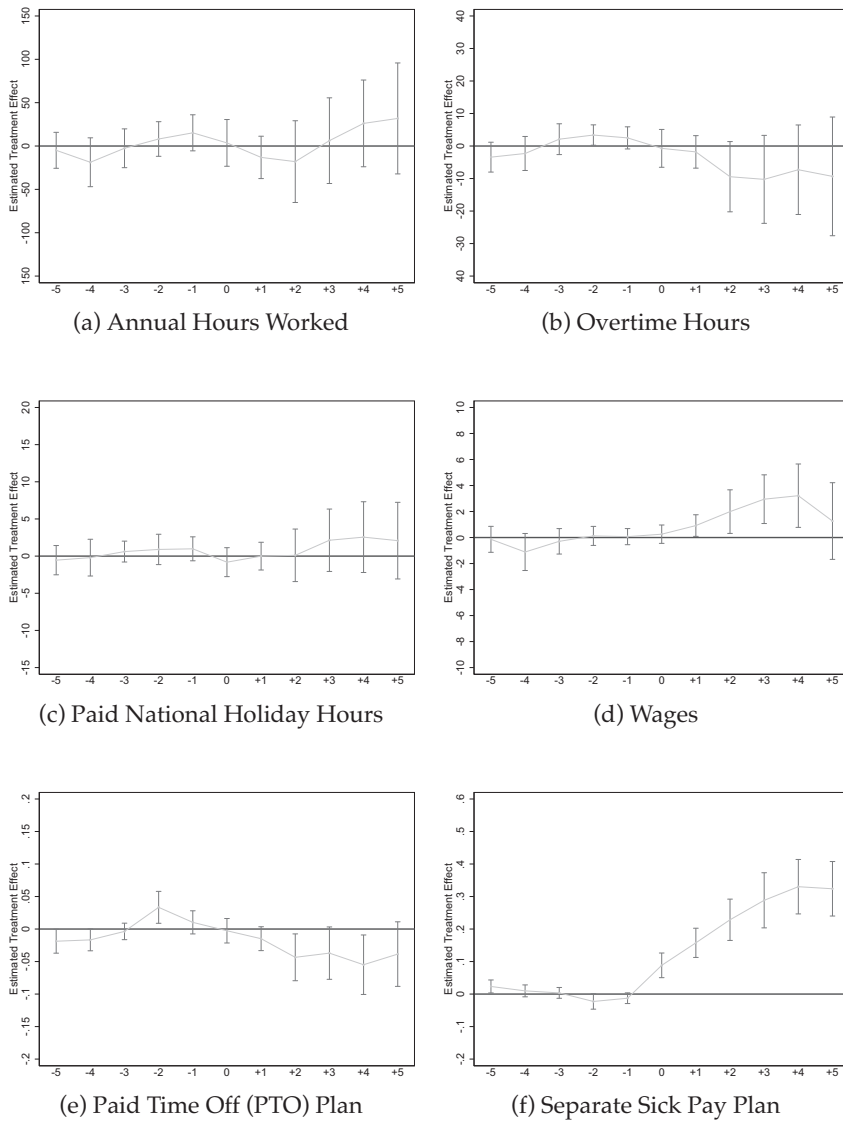 Estimated Treatment Effect
150
100
50
0
-50
-100
150
-5 -4 -3 -2 -1 0 +1 +2 +3 +4 +5
(a) Annual Hours Worked
Estimated Treatment Effect
40
30
20
10
0
-10
-20
-30
40
-5 -4 -3 -2 -1 0 +1 +2 +3 +4 +5
(b) Overtime Hours
Estimated Treatment Effect
20
15
10
5
0
-5
-10
-15
-5 -4 -3 -2 -1 0 +1 +2 +3 +4 +5
(c) Paid National Holiday Hours
Estimated Treatment Effect
10
8
6
4
2
0
-2
-4
-6
-8
-10
-5 -4 -3 -2 -1 0 +1 +2 +3 +4 +5
(d) Wages
Estimated Treatment Effect
.2
.15
.1
.05
0
-.05
-.1
-.15
-.2
-5 -4 -3 -2 -1 0 +1 +2 +3 +4 +5
(e) Paid Time Off (PTO) Plan
Estimated Treatment Effect
.6
.5
.4
.3
.2
.1
0
-.1
-.2
-5 -4 -3 -2 -1 0 +1 +2 +3 +4 +5
(f) Separate Sick Pay Plan